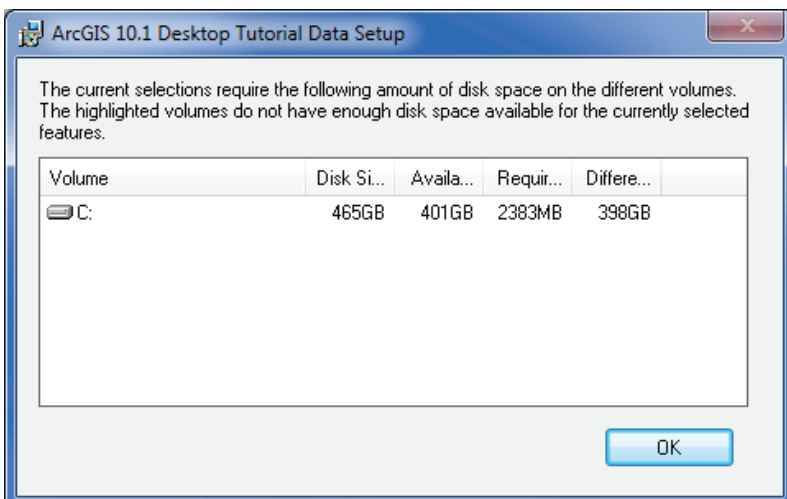 ArcGIS 10.1 Desktop Tutorial Data Setup
The current selections require the following amount of disk space on the different volumes.
The highlighted volumes do not have enough disk space available for the currently selected
features.
Volume Disk Si... Availa... Requir... Differe...
C: 465GB 401GB 2383MB 398GB
OK